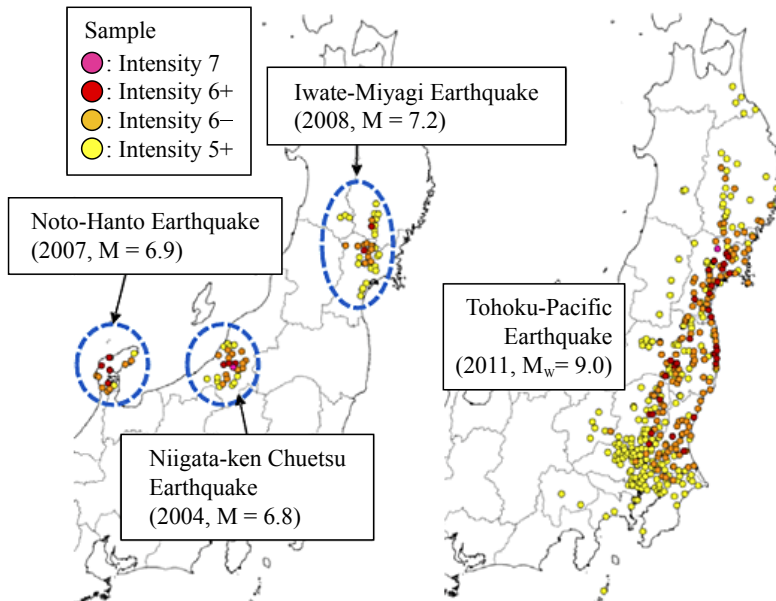 Sample
: Intensity 7
: Intensity 6+
: Intensity 6−
: Intensity 5+
Iwate-Miyagi Earthquake
(2008, M = 7.2)
Noto-Hanto Earthquake
(2007, M = 6.9)
Niigata-ken Chuetsu
Earthquake
(2004, M = 6.8)
Tohoku-Pacific
Earthquake
(2011, Mw= 9.0)